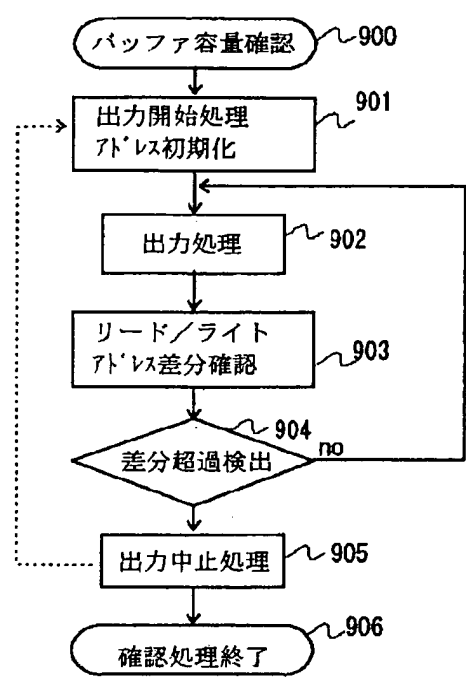 バッファ容量確認
900
出力開始処理
ｱﾄﾞﾚｽ初期化
901
出力処理
902
リード／ライト
ｱﾄﾞﾚｽ差分確認
903
差分超過検出
904
no
出力中止処理
905
確認処理終了
906